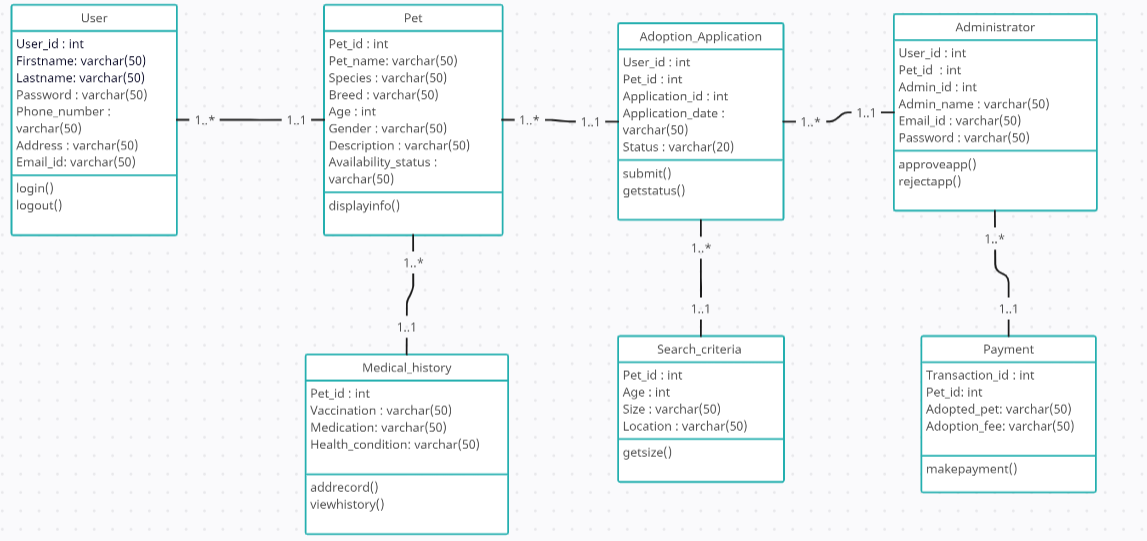 User
User_id : int
Firstname: varchar(50)
Lastname: varchar(50)
Password : varchar(50)
Phone_number :
varchar(50)
Address : varchar(50)
Email_id: varchar(50)
login()
logout()
1..*
1..1
Pet
Pet_id : int
Pet_name: varchar(50)
Species : varchar(50)
Breed : varchar(50)
Age : int
Gender : varchar(50)
Description : varchar(50)
Availability_status :
varchar(50)
displayinfo()
1..*
1..1
Adoption_Application
User_id : int
Pet_id : int
Application_id : int
Application_date :
varchar(50)
Status : varchar(20)
submit()
getstatus()
1..*
1..1
Administrator
User_id : int
Pet_id : int
Admin_id : int
Admin_name : varchar(50)
Email_id : varchar(50)
Password : varchar(50)
approveapp()
rejectapp()
1..*
1..1
Medical_history
Pet_id : int
Vaccination : varchar(50)
Medication: varchar(50)
Health_condition: varchar(50)
addrecord()
viewhistory()
1..*
1..1
Search_criteria
Pet_id : int
Age : int
Size : varchar(50)
Location : varchar(50)
getsize()
1..*
1..1
Payment
Transaction_id : int
Pet_id: int
Adopted_pet: varchar(50)
Adoption_fee: varchar(50)
makepayment()